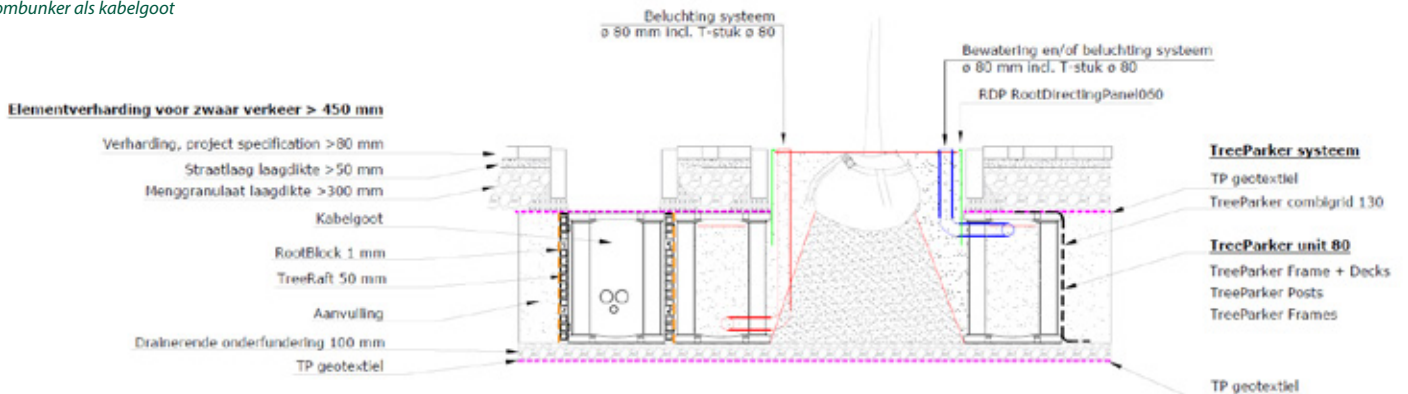 als kabelgoot
Beluchting systeem
ø 80 mm incl. T-stuk ø 80
Bewatering en/of beluchting systeem
ø 80 mm incl. T-stuk ø 80
RDP RootDirectingPanel060
Elementverharding voor zwaar verkeer > 450 mm
Verharding, project specification >80 mm
Straatlaag laagdikte >50 mm
Menggranulaat laagdikte >300 mm
Kabelgoot
RootBlock 1 mm
TreeRaft 50 mm
Aanvulling
Drainerende onderfundering 100 mm
TP geotextiel
TreeParker systeem
TP geotextiel
TreeParker combigrid 130
TreeParker unit 80
TreeParker Frame + Decks
TreeParker Posts
TreeParker Frames
TP geotextiel